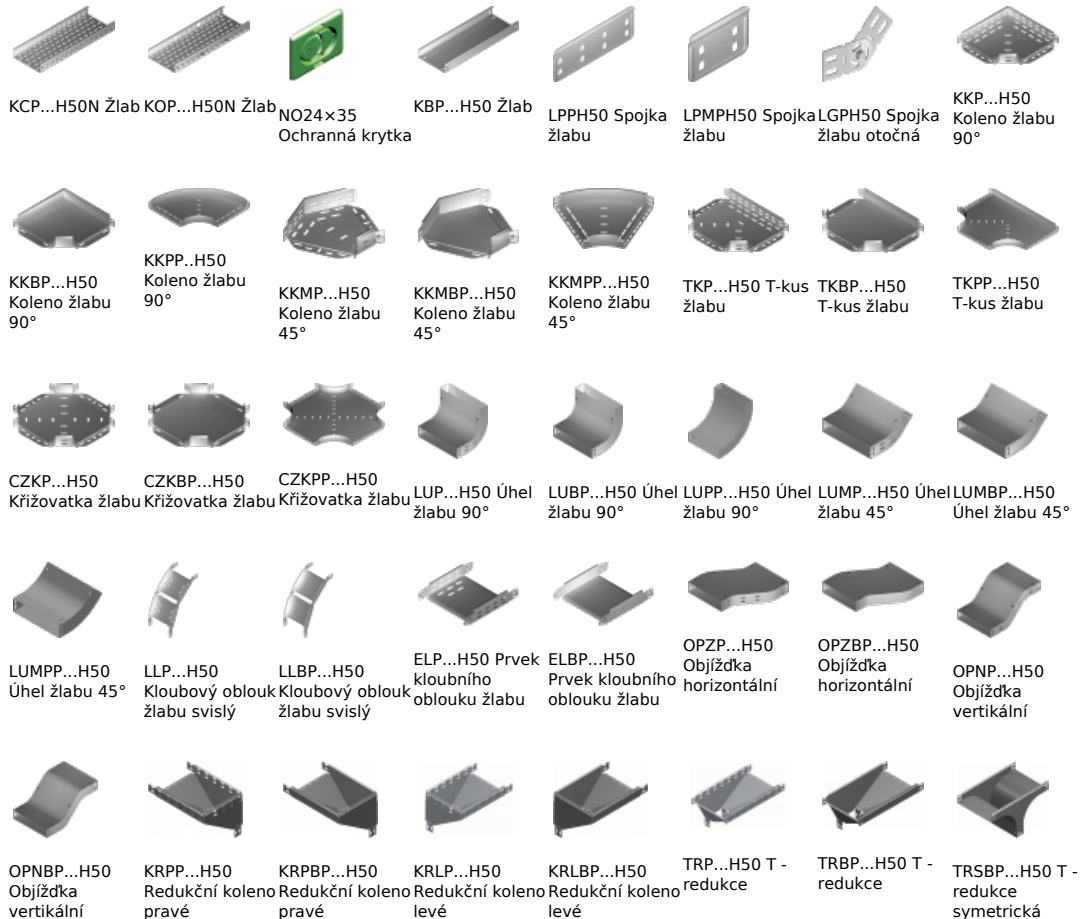 KCP...H50N Žlab
KOP...H50N Žlab
NO24×35
Ochranná krytka
KBP...H50 Žlab
LPPH50 Spojka
žlabu
LPMPH50 Spojka
žlabu
LGPH50 Spojka
žlabu otočná
KKP...H50
Koleno žlabu
90°
KKBP...H50
Koleno žlabu
90°
KKPP...H50
Koleno žlabu
90°
KKMP...H50
Koleno žlabu
45°
KKMBP...H50
Koleno žlabu
45°
KKMPP...H50
Koleno žlabu
45°
TKP...H50 T-kus
žlabu
TKBP...H50
T-kus žlabu
TKPP...H50
T-kus žlabu
CZKP...H50
Křižovatka žlabu
CZKBP...H50
Křižovatka žlabu
CZKPP...H50
Křižovatka žlabu
LUP...H50 Úhel
žlabu 90°
LUBP...H50 Úhel
žlabu 90°
LUPP...H50 Úhel
žlabu 90°
LUMP...H50 Úhel
žlabu 45°
LUMBP...H50
Úhel žlabu 45°
LUMPP...H50
Úhel žlabu 45°
LLP...H50
Kloubový oblouk
žlabu svislý
LLBP...H50
Kloubový oblouk
žlabu svislý
ELP...H50 Prvek
kloubního
oblouku žlabu
ELBP...H50
Prvek kloubního
oblouku žlabu
OPZP...H50
Objížďka
horizontální
OPZBP...H50
Objížďka
horizontální
OPNP...H50
Objížďka
vertikální
OPNBP...H50
Objížďka
vertikální
KRPP...H50
Redukční koleno
pravé
KRPBP...H50
Redukční koleno
pravé
KRLP...H50
Redukční koleno
levé
KRLBP...H50
Redukční koleno
levé
TRP...H50 T -
redukce
TRBP...H50 T -
redukce
TRSBP...H50 T -
redukce
symetrická